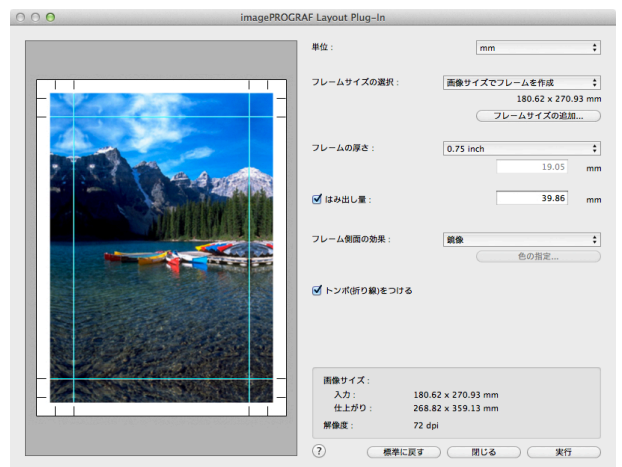 imagePROGRAF Layout Plug-In
単位：
mm
フレームサイズの選択：
画像サイズでフレームを作成
180.62 x 270.93 mm
フレームサイズの追加...
フレームの厚さ：
0.75 inch
19.05 mm
はみ出し量：
39.86 mm
フレーム側面の効果：
鏡像
色の指定...
トンボ(折り線)をつける
画像サイズ：
入力： 180.62 x 270.93 mm
仕上がり： 268.82 x 359.13 mm
解像度： 72 dpi
? 標準に戻す 閉じる 実行